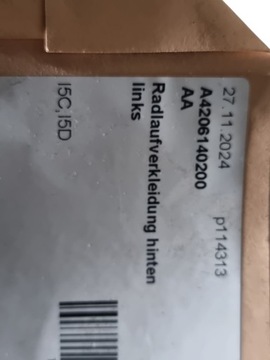 27.11.2024 p114313
A4206140200
AA
Radlaufverkleidung hinten
links
I5C,I5D